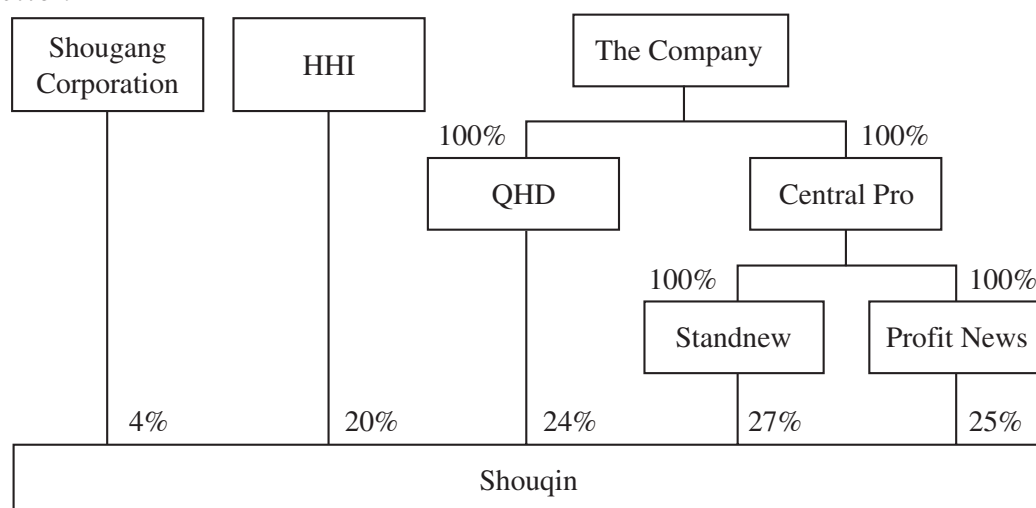 Shougang
Corporation
HHI
The Company
100%
100%
QHD
Central Pro
100%
100%
Standnew
Profit News
4%
20%
24%
27%
25%
Shouqin